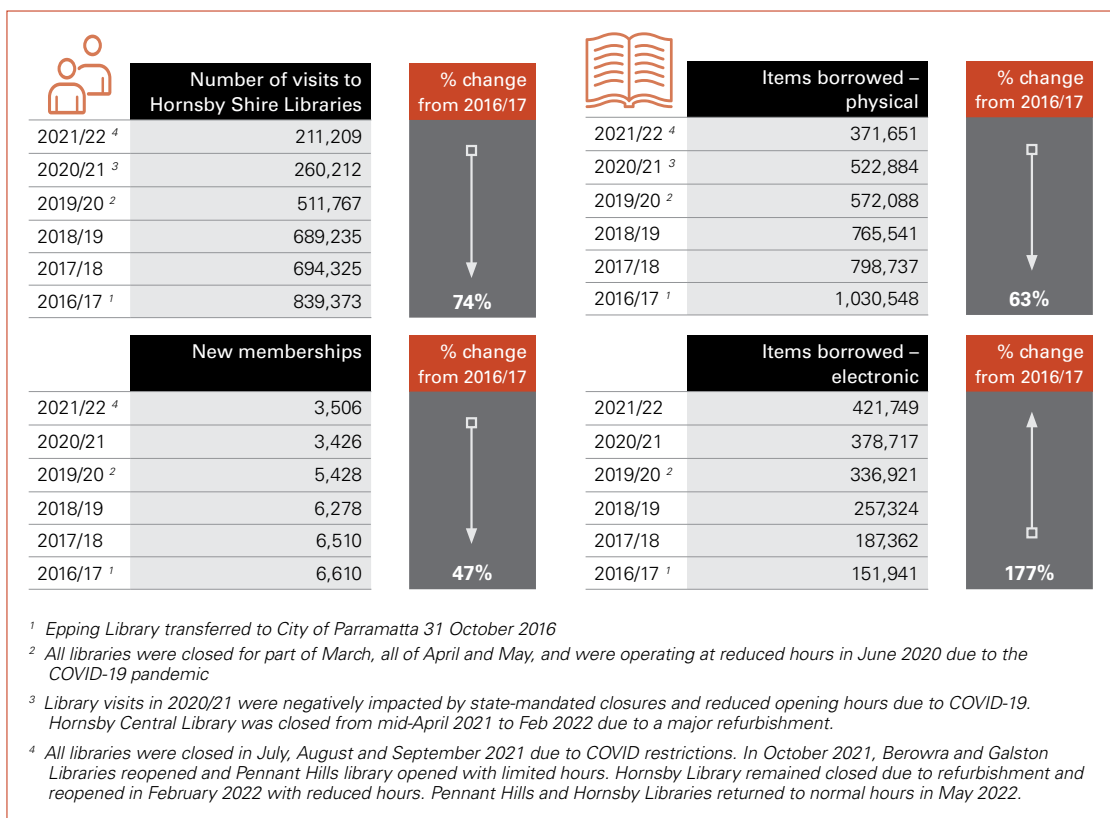 Number of visits to
Hornsby Shire Libraries
% change
from 2016/17
2021/22 4 211,209
2020/21 3 260,212
2019/20 2 511,767
2018/19 689,235
2017/18 694,325
2016/17 1 839,373
74%
Items borrowed –
physical
% change
from 2016/17
2021/22 4 371,651
2020/21 3 522,884
2019/20 2 572,088
2018/19 765,541
2017/18 798,737
2016/17 1 1,030,548
63%
New memberships
% change
from 2016/17
2021/22 4 3,506
2020/21 3,426
2019/20 2 5,428
2018/19 6,278
2017/18 6,510
2016/17 1 6,610
47%
Items borrowed –
electronic
% change
from 2016/17
2021/22 421,749
2020/21 378,717
2019/20 2 336,921
2018/19 257,324
2017/18 187,362
2016/17 1 151,941
177%
1 Epping Library transferred to City of Parramatta 31 October 2016
2 All libraries were closed for part of March, all of April and May, and were operating at reduced hours in June 2020 due to the
COVID-19 pandemic
3 Library visits in 2020/21 were negatively impacted by state-mandated closures and reduced opening hours due to COVID-19.
Hornsby Central Library was closed from mid-April 2021 to Feb 2022 due to a major refurbishment.
4 All libraries were closed in July, August and September 2021 due to COVID restrictions. In October 2021, Berowra and Galston
Libraries reopened and Pennant Hills library opened with limited hours. Hornsby Library remained closed due to refurbishment and
reopened in February 2022 with reduced hours. Pennant Hills and Hornsby Libraries returned to normal hours in May 2022.